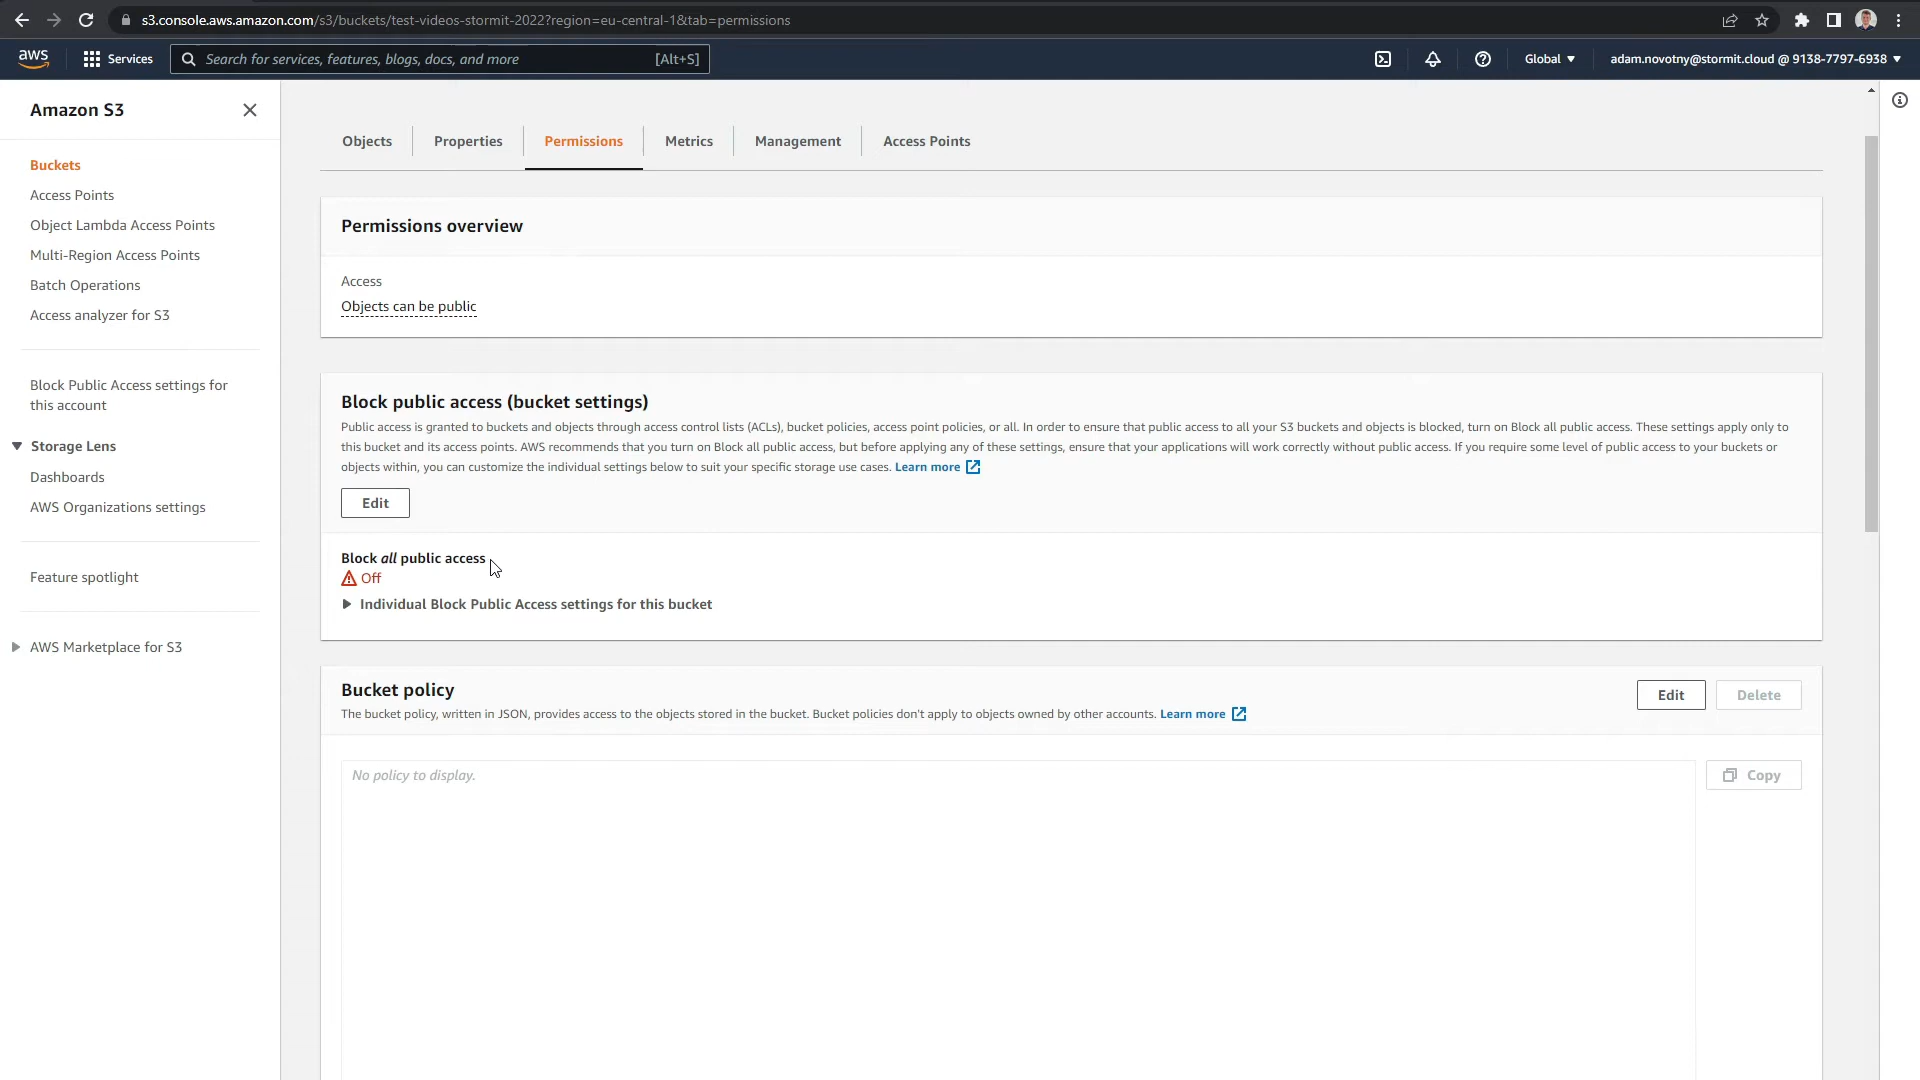 s3.console.aws.amazon.com/s3/buckets/test-videos-stormit-2022?region=eu-central-1&tab=permissions
aws
Services
Search for services, features, blogs, docs, and more
[Alt+S]
Global
adam.novotny@stormit.cloud @ 9138-7797-6938
Amazon S3
Buckets
Access Points
Object Lambda Access Points
Multi-Region Access Points
Batch Operations
Access analyzer for S3
Block Public Access settings for
this account
Storage Lens
Dashboards
AWS Organizations settings
Feature spotlight
AWS Marketplace for S3
Objects
Properties
Permissions
Metrics
Management
Access Points
Permissions overview
Access
Objects can be public
Block public access (bucket settings)
Public access is granted to buckets and objects through access control lists (ACLs), bucket policies, access point policies, or all. In order to ensure that public access to all your S3 buckets and objects is blocked, turn on Block all public access. These settings apply only to
this bucket and its access points. AWS recommends that you turn on Block all public access, but before applying any of these settings, ensure that your applications will work correctly without public access. If you require some level of public access to your buckets or
objects within, you can customize the individual settings below to suit your specific storage use cases. Learn more
Edit
Block all public access
Off
Individual Block Public Access settings for this bucket
Bucket policy
Edit
Delete
The bucket policy, written in JSON, provides access to the objects stored in the bucket. Bucket policies don't apply to objects owned by other accounts. Learn more
No policy to display.
Copy